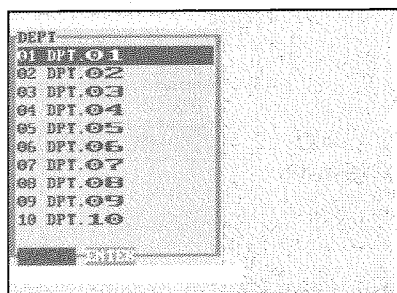 DEPT
01 DPT.01
02 DPT.02
03 DPT.03
04 DPT.04
05 DPT.05
06 DPT.06
07 DPT.07
08 DPT.08
09 DPT.09
10 DPT.10
ENTER